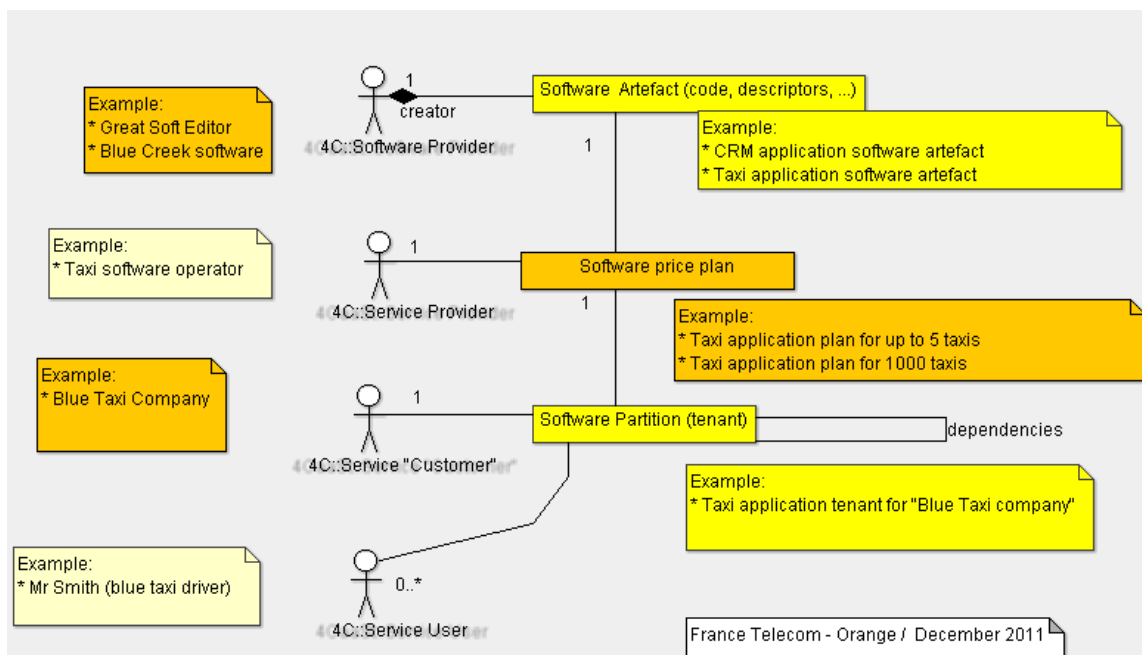 1
Software  Artefact (code, descriptors, ...)
Example:
* Great Soft Editor
* Blue Creek software
creator
4C::Software Provider
1
Example:
* CRM application software artefact
* Taxi application software artefact
Example:
* Taxi software operator
1
Software price plan
4C::Service Provider
1
Example:
* Taxi application plan for up to 5 taxis
* Taxi application plan for 1000 taxis
Example:
* Blue Taxi Company
1
Software Partition (tenant)
dependencies
4C::Service "Customer"
Example:
* Taxi application tenant for "Blue Taxi company"
Example:
* Mr Smith (blue taxi driver)
0..*
4C::Service User
France Telecom - Orange /  December 2011